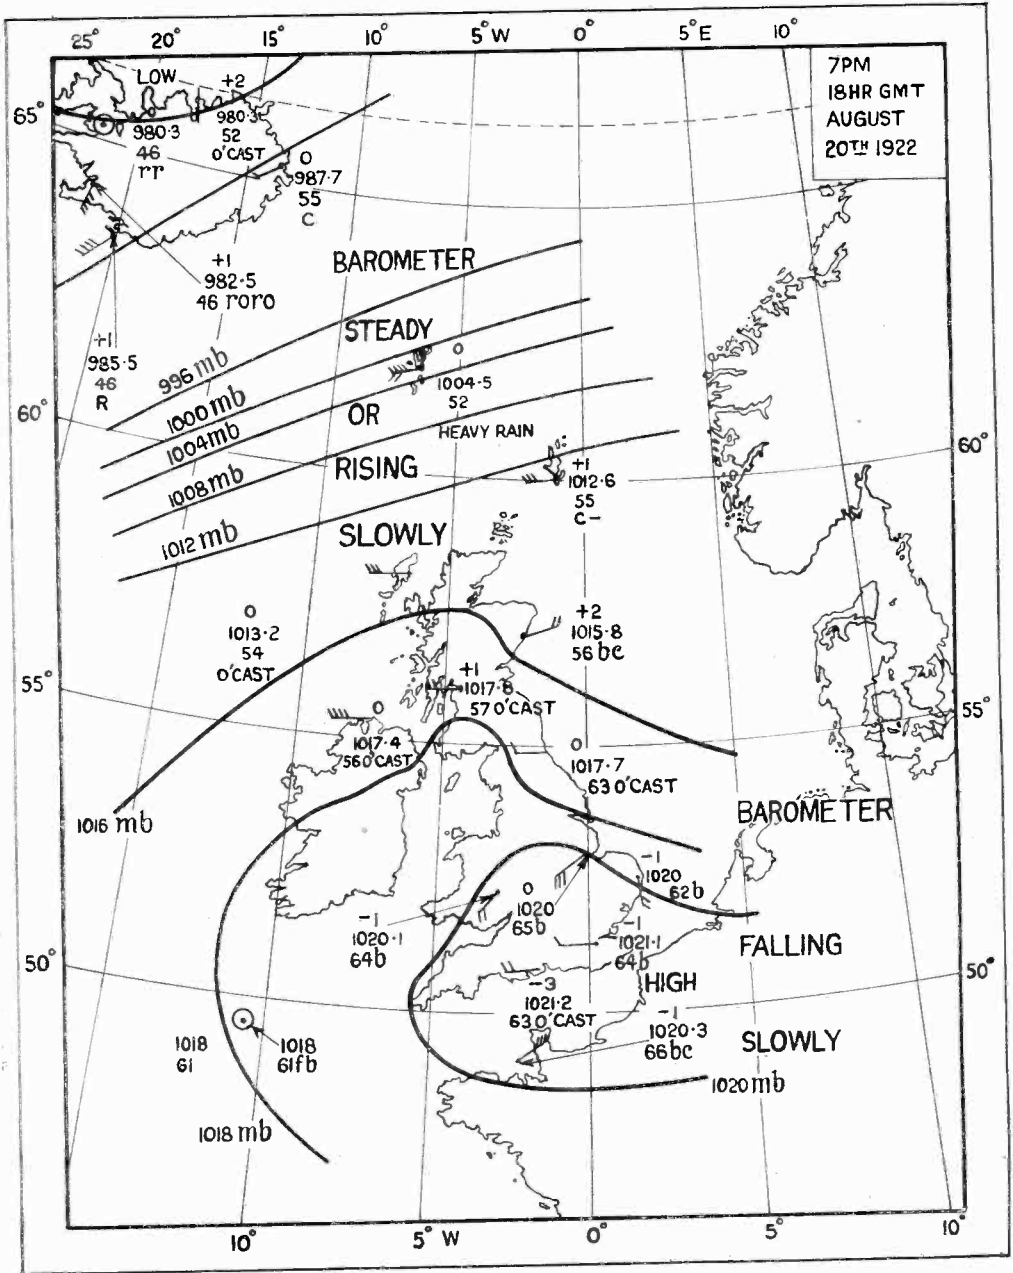 25° 20° 15° 10° 5° W 0° 5° E 10°
7PM
18HR GMT
AUGUST
20TH 1922
LOW
+2
65°
980.3
46
rr
980.3
52
O'CAST
0
987.7
55
C
+1
982.5
46 roro
+1
985.5
46
R
BAROMETER
STEADY
OR
RISING
SLOWLY
996 mb
1000 mb
1004 mb
1008 mb
1012 mb
0
1004.5
52
HEAVY RAIN
60°
60°
+1
1012.6
55
C-
0
1013.2
54
O'CAST
+2
1015.8
56 bc
+1
1017.8
57 O'CAST
55°
55°
0
1017.4
56 O'CAST
0
1017.7
63 O'CAST
1016 mb
BAROMETER
FALLING
SLOWLY
-1
1020
62 b
0
1020
65b
-1
1020.1
64b
-1
1021.1
64b
50°
50°
HIGH
-3
1021.2
63 O'CAST
-1
1020.3
66bc
1018
61
1018
61fb
1020 mb
1018 mb
10° 5° W 0° 5° 10°